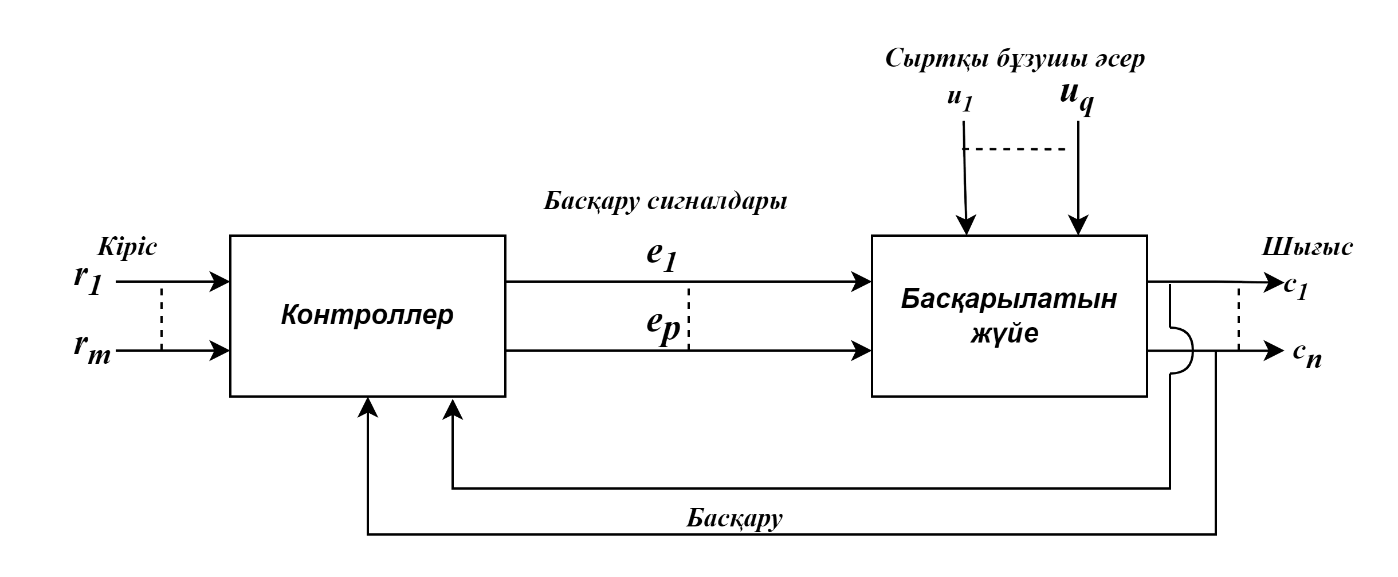 Сыртқы бұзушы әсер
u1 uq
Басқару сигналдары
Кіріс
Шығыс
r1
e1
c1
Контроллер
Басқарылатын
жүйе
rm
ep
cn
Басқару